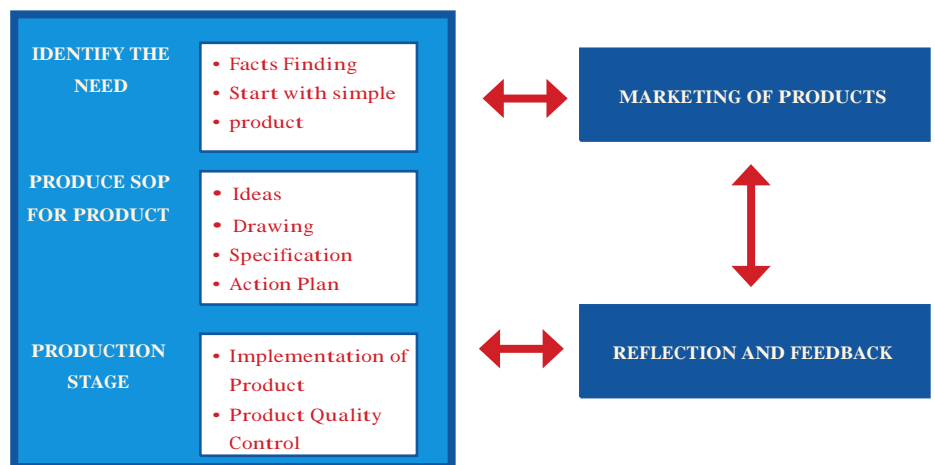 IDENTIFY THE
NEED
• Facts Finding
• Start with simple
• product
PRODUCE SOP
FOR PRODUCT
• Ideas
• Drawing
• Specification
• Action Plan
PRODUCTION
STAGE
• Implementation of
Product
• Product Quality
Control
MARKETING OF PRODUCTS
REFLECTION AND FEEDBACK